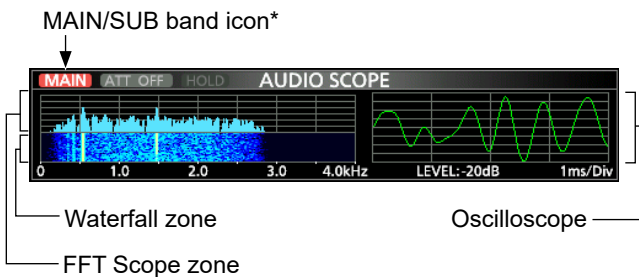 MAIN/SUB band icon*
MAIN ATT OFF HOLD AUDIO SCOPE
0 1.0 2.0 3.0 4.0kHz LEVEL:-20dB 1ms/Div
Waterfall zone Oscilloscope
FFT Scope zone